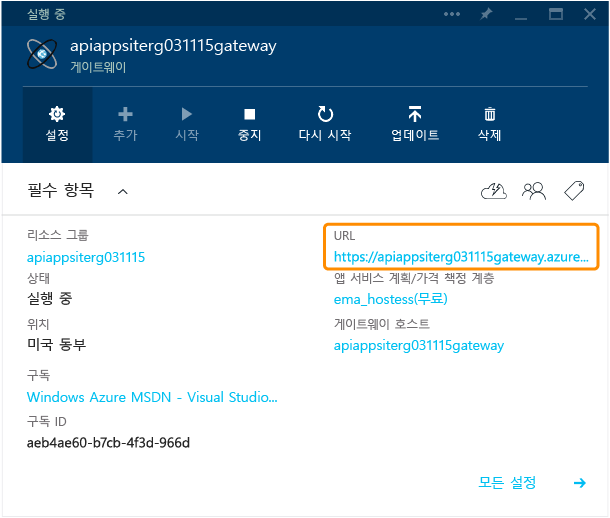 실행 중
apiappsiterg031115gateway
게이트웨이
설정 추가 시작 중지 다시 시작 업데이트 삭제
필수 항목
리소스 그룹
apiappsiterg031115
상태
실행 중
위치
미국 동부
구독
Windows Azure MSDN - Visual Studio...
구독 ID
aeb4ae60-b7cb-4f3d-966d
URL
https://apiappsiterg031115gateway.azure...
앱 서비스 계획/가격 책정 계층
ema_hostess(무료)
게이트웨이 호스트
apiappsiterg031115gateway
모든 설정